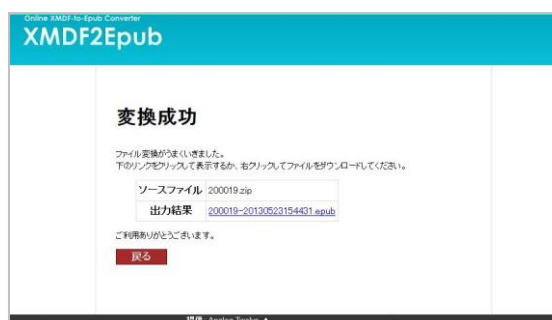 Online XMDF-to-Epub Converter
XMDF2Epub
変換成功
ファイル変換がうまくいきました。
下のリンクをクリックして表示するか、右クリックしてファイルをダウンロードしてください。
ソースファイル 200019.zip
出力結果 200019-20130523154431.epub
ご利用ありがとうございます。
戻る
提供: